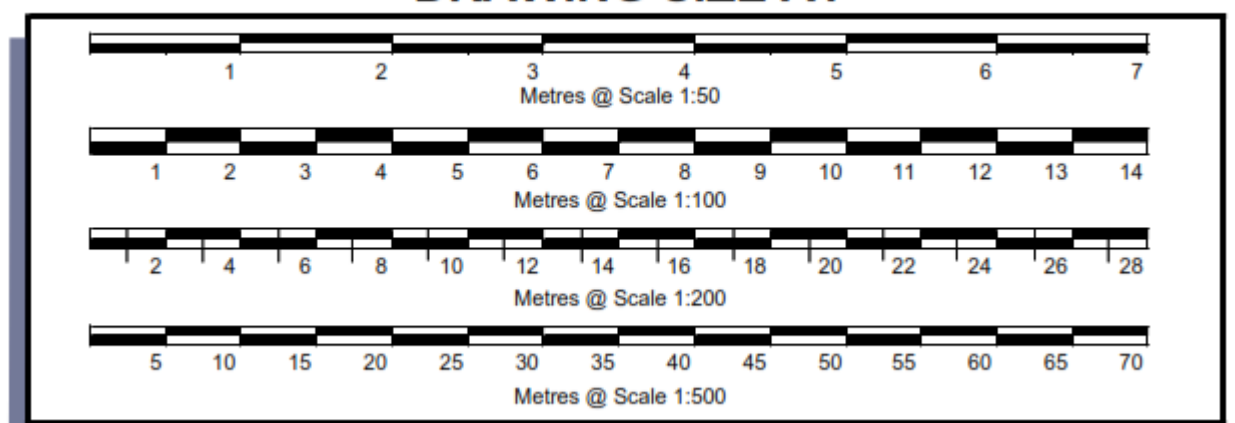 1 2 3 4 5 6 7
Metres @ Scale 1:50
1 2 3 4 5 6 7 8 9 10 11 12 13 14
Metres @ Scale 1:100
2 4 6 8 10 12 14 16 18 20 22 24 26 28
Metres @ Scale 1:200
5 10 15 20 25 30 35 40 45 50 55 60 65 70
Metres @ Scale 1:500